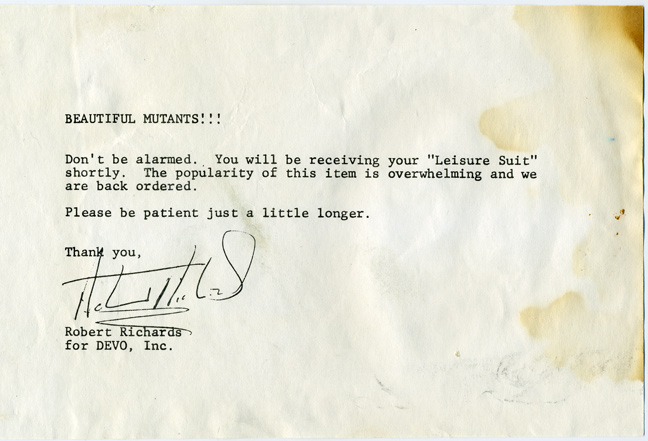 BEAUTIFUL MUTANTS!!!
Don't be alarmed. You will be receiving your "Leisure Suit"
shortly. The popularity of this item is overwhelming and we
are back ordered.
Please be patient just a little longer.
Thank you,
Robert Richards
for DEVO, Inc.